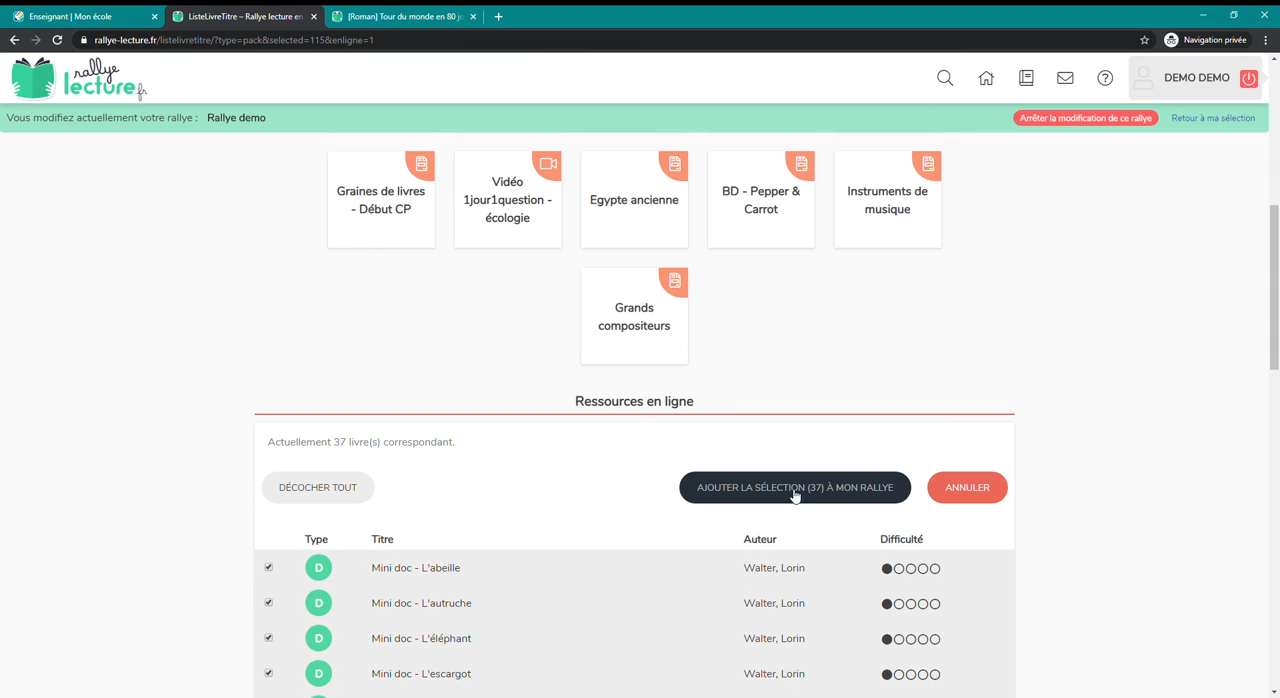 Enseignant | Mon école
ListeLivreTitre – Rallye lecture en
[Roman] Tour du monde en 80 jo
rallye-lecture.fr/listelivretitre/?type=pack&selected=115&enligne=1
Navigation privée
rallye
lecture.fr
DEMO DEMO
Vous modifiez actuellement votre rallye : Rallye demo
Arrêter la modification de ce rallye
Retour à ma sélection
Graines de livres
- Début CP
Vidéo
1jour1question -
écologie
Egypte ancienne
BD - Pepper &
Carrot
Instruments de
musique
Grands
compositeurs
Ressources en ligne
Actuellement 37 livre(s) correspondant.
DÉCOCHER TOUT
AJOUTER LA SÉLECTION (37) À MON RALLYE
ANNULER
Type Titre Auteur Difficulté
D Mini doc - L'abeille Walter, Lorin
D Mini doc - L'autruche Walter, Lorin
D Mini doc - L'éléphant Walter, Lorin
D Mini doc - L'escargot Walter, Lorin